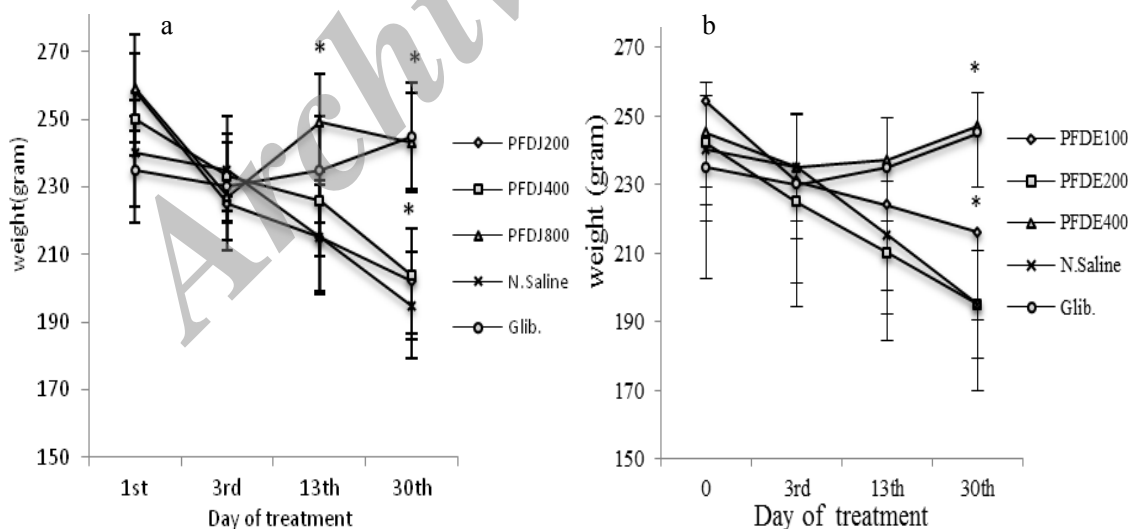 a
270
250
230
210
190
170
150
weight(gram)
1st 3rd 13th 30th
Day of treatment
* *
*
PFDJ200
PFDJ400
PFDJ800
N.Saline
Glib.
b
270
250
230
210
190
170
150
weight (gram)
0 3rd 13th 30th
Day of treatment
*
*
PFDE100
PFDE200
PFDE400
N.Saline
Glib.